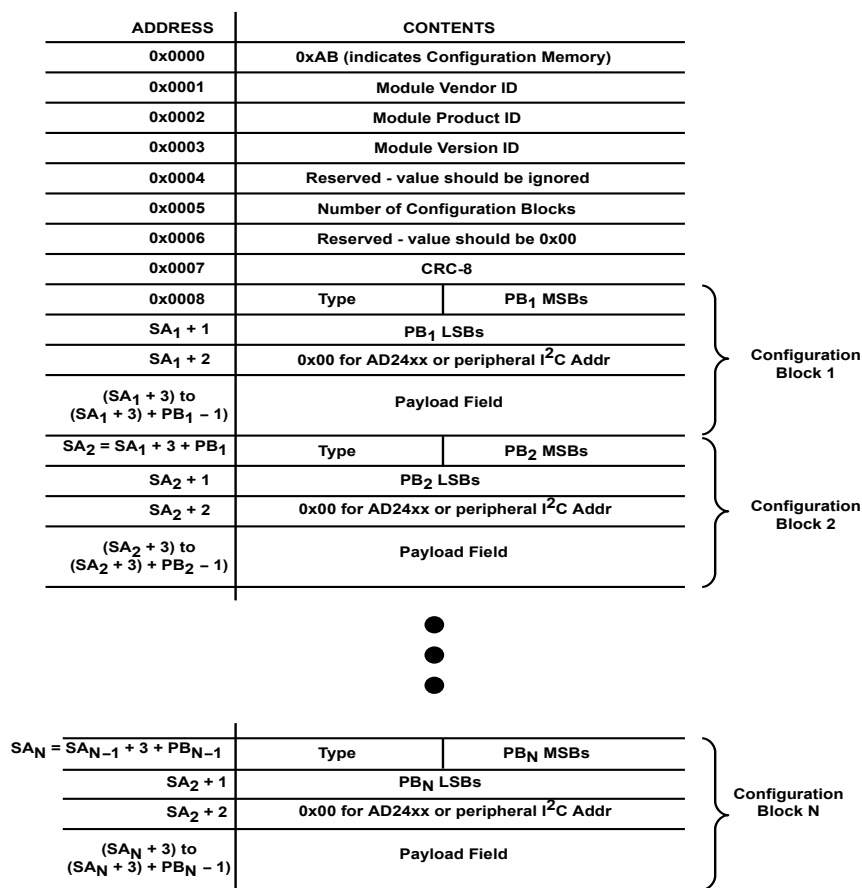 ADDRESS CONTENTS
0x0000 0xAB (indicates Configuration Memory)
0x0001 Module Vendor ID
0x0002 Module Product ID
0x0003 Module Version ID
0x0004 Reserved - value should be ignored
0x0005 Number of Configuration Blocks
0x0006 Reserved - value should be 0x00
0x0007 CRC-8
0x0008 Type PB1 MSBs
SA1 + 1 PB1 LSBs
SA1 + 2 0x00 for AD24xx or peripheral I2C Addr
(SA1 + 3) to
(SA1 + 3) + PB1 – 1)
Payload Field
Configuration
Block 1
SA2 = SA1 + 3 + PB1 Type PB2 MSBs
SA2 + 1 PB2 LSBs
SA2 + 2 0x00 for AD24xx or peripheral I2C Addr
(SA2 + 3) to
(SA2 + 3) + PB2 – 1)
Payload Field
Configuration
Block 2
SAN = SAN–1 + 3 + PBN–1 Type PBN MSBs
SA2 + 1 PBN LSBs
SA2 + 2 0x00 for AD24xx or peripheral I2C Addr
(SAN + 3) to
(SAN + 3) + PBN – 1)
Payload Field
Configuration
Block N